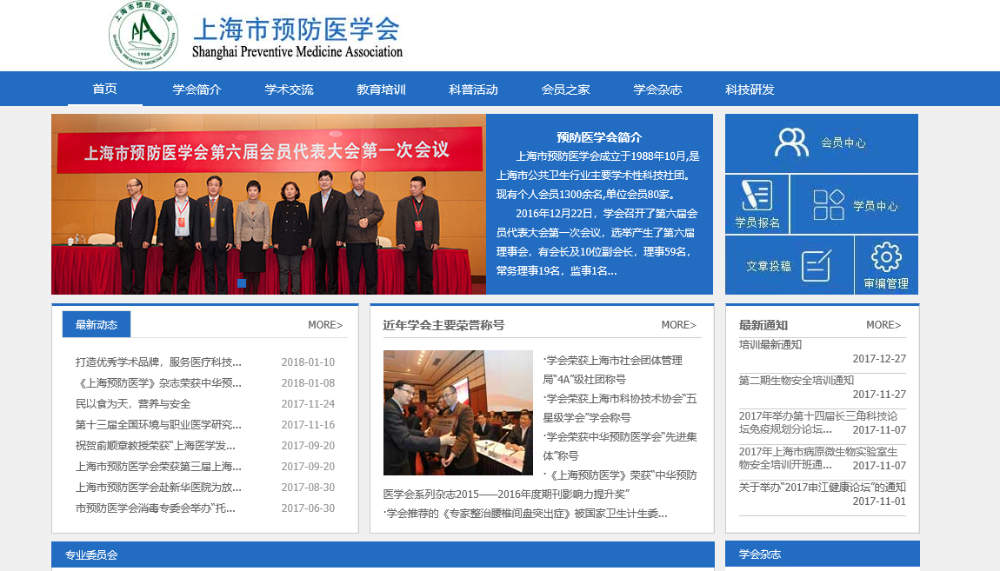 上海市预防医学会
SHANGHAI PREVENTIVE MEDICINE ASSOCIATION
1988
上海市预防医学会
Shanghai Preventive Medicine Association
首页 学会简介 学术交流 教育培训 科普活动 会员之家 学会杂志 科技研发
上海市预防医学会第六届会员代表大会第一次会议
预防医学会简介
上海市预防医学会成立于1988年10月,是
上海市公共卫生行业主要学术性科技社团。
现有个人会员1300余名,单位会员80家。
2016年12月22日，学会召开了第六届会
员代表大会第一次会议，选举产生了第六届
理事会，有会长及10位副会长，理事59名，
常务理事19名，监事1名...
会员中心
学员报名
学员中心
文章投稿
审编管理
最新动态 MORE>
打造优秀学术品牌，服务医疗科技... 2018-01-10
《上海预防医学》杂志荣获中华预... 2018-01-08
民以食为天，营养与安全 2017-11-24
第十三届全国环境与职业医学研究... 2017-11-16
祝贺俞顺章教授荣获“上海医学发... 2017-09-20
上海市预防医学会荣获第三届上海... 2017-09-20
上海市预防医学会赴新华医院为放... 2017-08-30
市预防医学会消毒专委会举办“托... 2017-06-30
近年学会主要荣誉称号 MORE>
·学会荣获上海市社会团体管理
局“4A”级社团称号
·学会荣获上海市科协技术协会“五
星级学会”学会称号
·学会荣获中华预防医学会“先进集
体”称号
·《上海预防医学》荣获“中华预防
医学会系列杂志2015——2016年度期刊影响力提升奖”
·学会推荐的《专家整治腰椎间盘突出症》被国家卫生计生委...
最新通知 MORE>
培训最新通知
2017-12-27
第二期生物安全培训通知
2017-11-27
2017年举办第十四届长三角科技论
坛免疫规划分论坛... 2017-11-07
2017年上海市病原微生物实验室生
物安全培训开班通... 2017-11-07
关于举办“2017申江健康论坛”的通知
2017-11-01
专业委员会
学会杂志